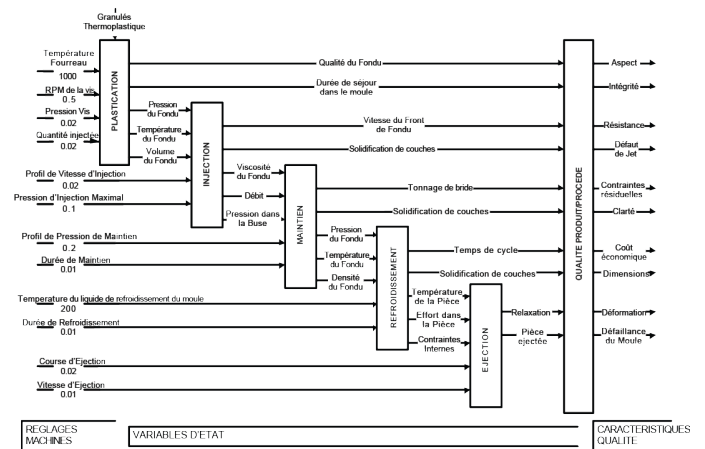 Granulés
Thermoplastique
Température
Fourreau
1000
RPM de la vis
0.5
Pression Vis
0.02
Quantité injectée
0.02
PLASTICATION
Qualité du Fondu
Durée de séjour
dans le moule
Pression
du Fondu
Température
du Fondu
Volume
du Fondu
Profil de Vitesse d'Injection
0.02
Pression d'Injection Maximal
0.1
INJECTION
Vitesse du Front
de Fondu
Solidification de couches
Viscosité
du Fondu
Débit
Pression dans
la Buse
Profil de Pression de Maintien
0.2
Durée de Maintien
0.01
MAINTIEN
Tonnage de bride
Solidification de couches
Pression
du Fondu
Température
du Fondu
Densité
du Fondu
Temperature du liquide de refrodissement du moule
200
Durée de Refroidissement
0.01
REFROIDISSEMENT
Temps de cycle
Solidification de couches
Température
de la Pièce
Effort dans
la Pièce
Contraintes
Internes
Course d'Ejection
0.02
Vitesse d'Ejection
0.01
EJECTION
Relaxation
Pièce
ejectée
QUALITE PRODUIT/PROCEDE
Aspect
Intégrité
Résistance
Défaut
de Jet
Contraintes
résiduelles
Clarté
Coût
économique
Dimensions
Déformation
Défaillance
du Moule
REGLAGES
MACHINES
VARIABLES D'ETAT
CARACTERISTIQUES
QUALITE